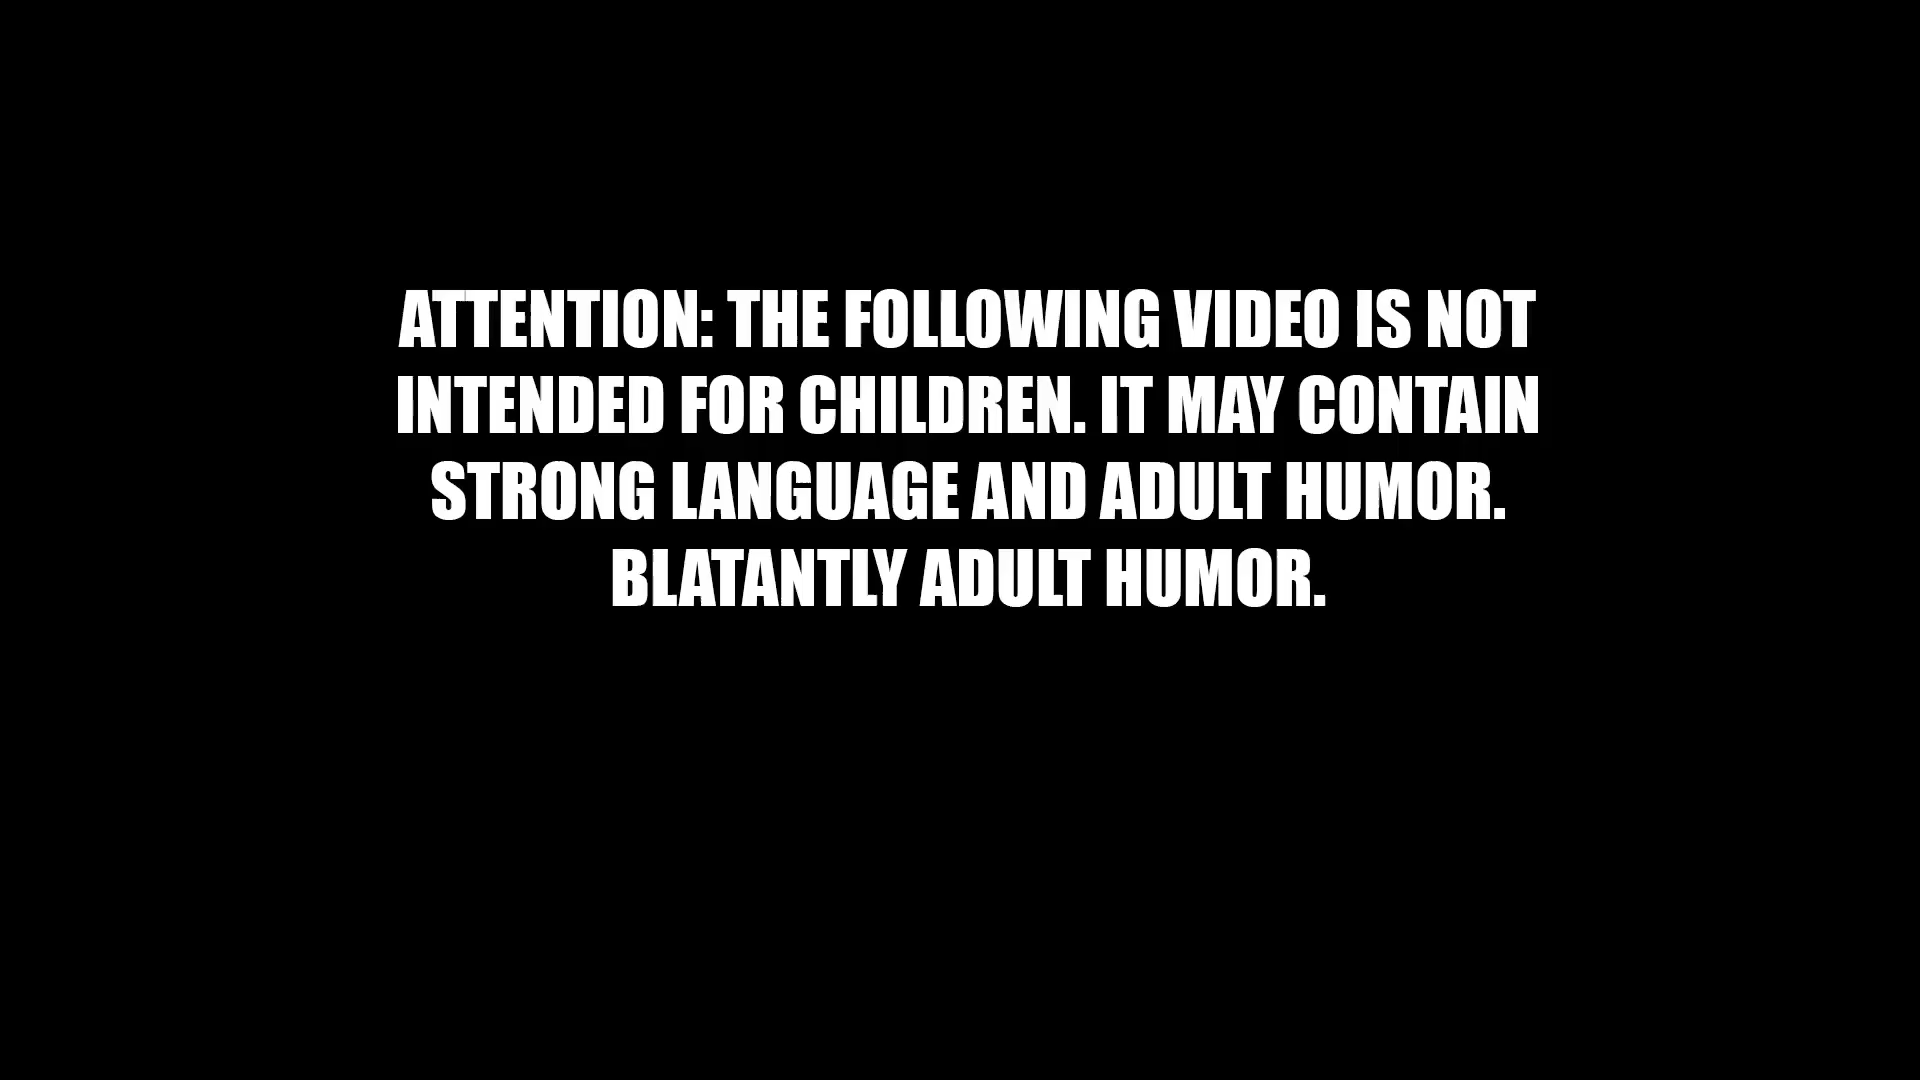 ATTENTION: THE FOLLOWING VIDEO IS NOT
INTENDED FOR CHILDREN. IT MAY CONTAIN
STRONG LANGUAGE AND ADULT HUMOR.
BLATANTLY ADULT HUMOR.